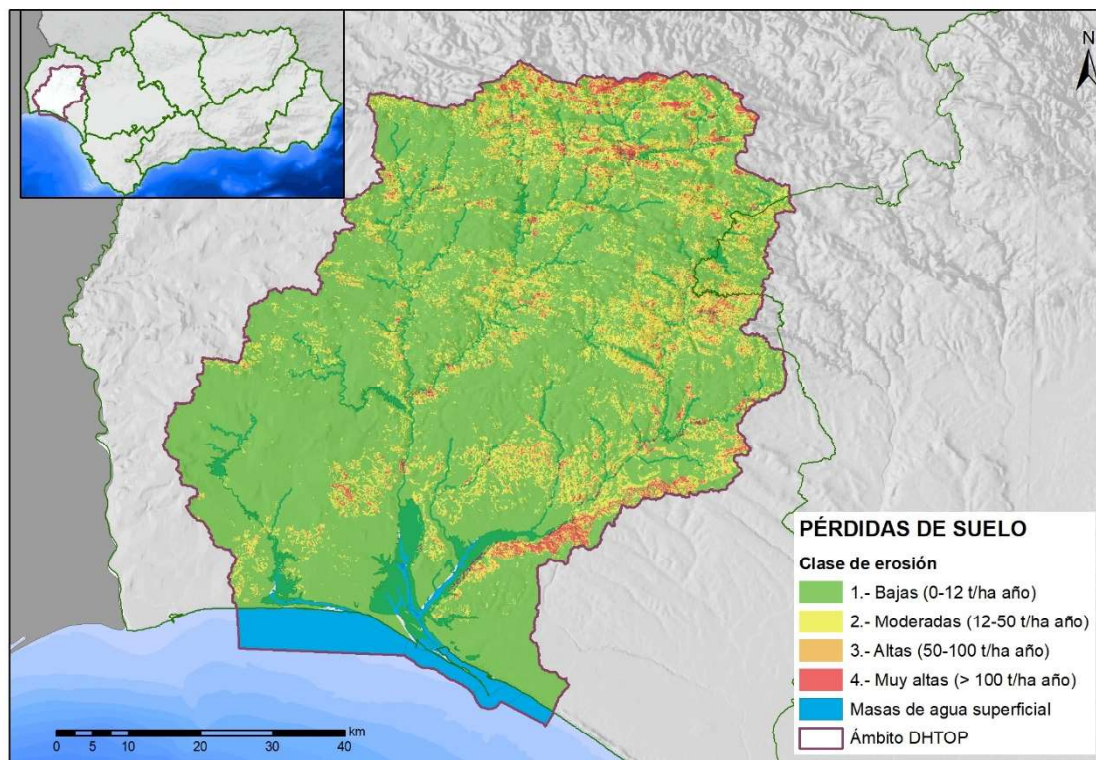 N
PÉRDIDAS DE SUELO
Clase de erosión
1.- Bajas (0-12 t/ha año)
2.- Moderadas (12-50 t/ha año)
3.- Altas (50-100 t/ha año)
4.- Muy altas (> 100 t/ha año)
Masas de agua superficial
Ámbito DHTOP
km
0 5 10 20 30 40